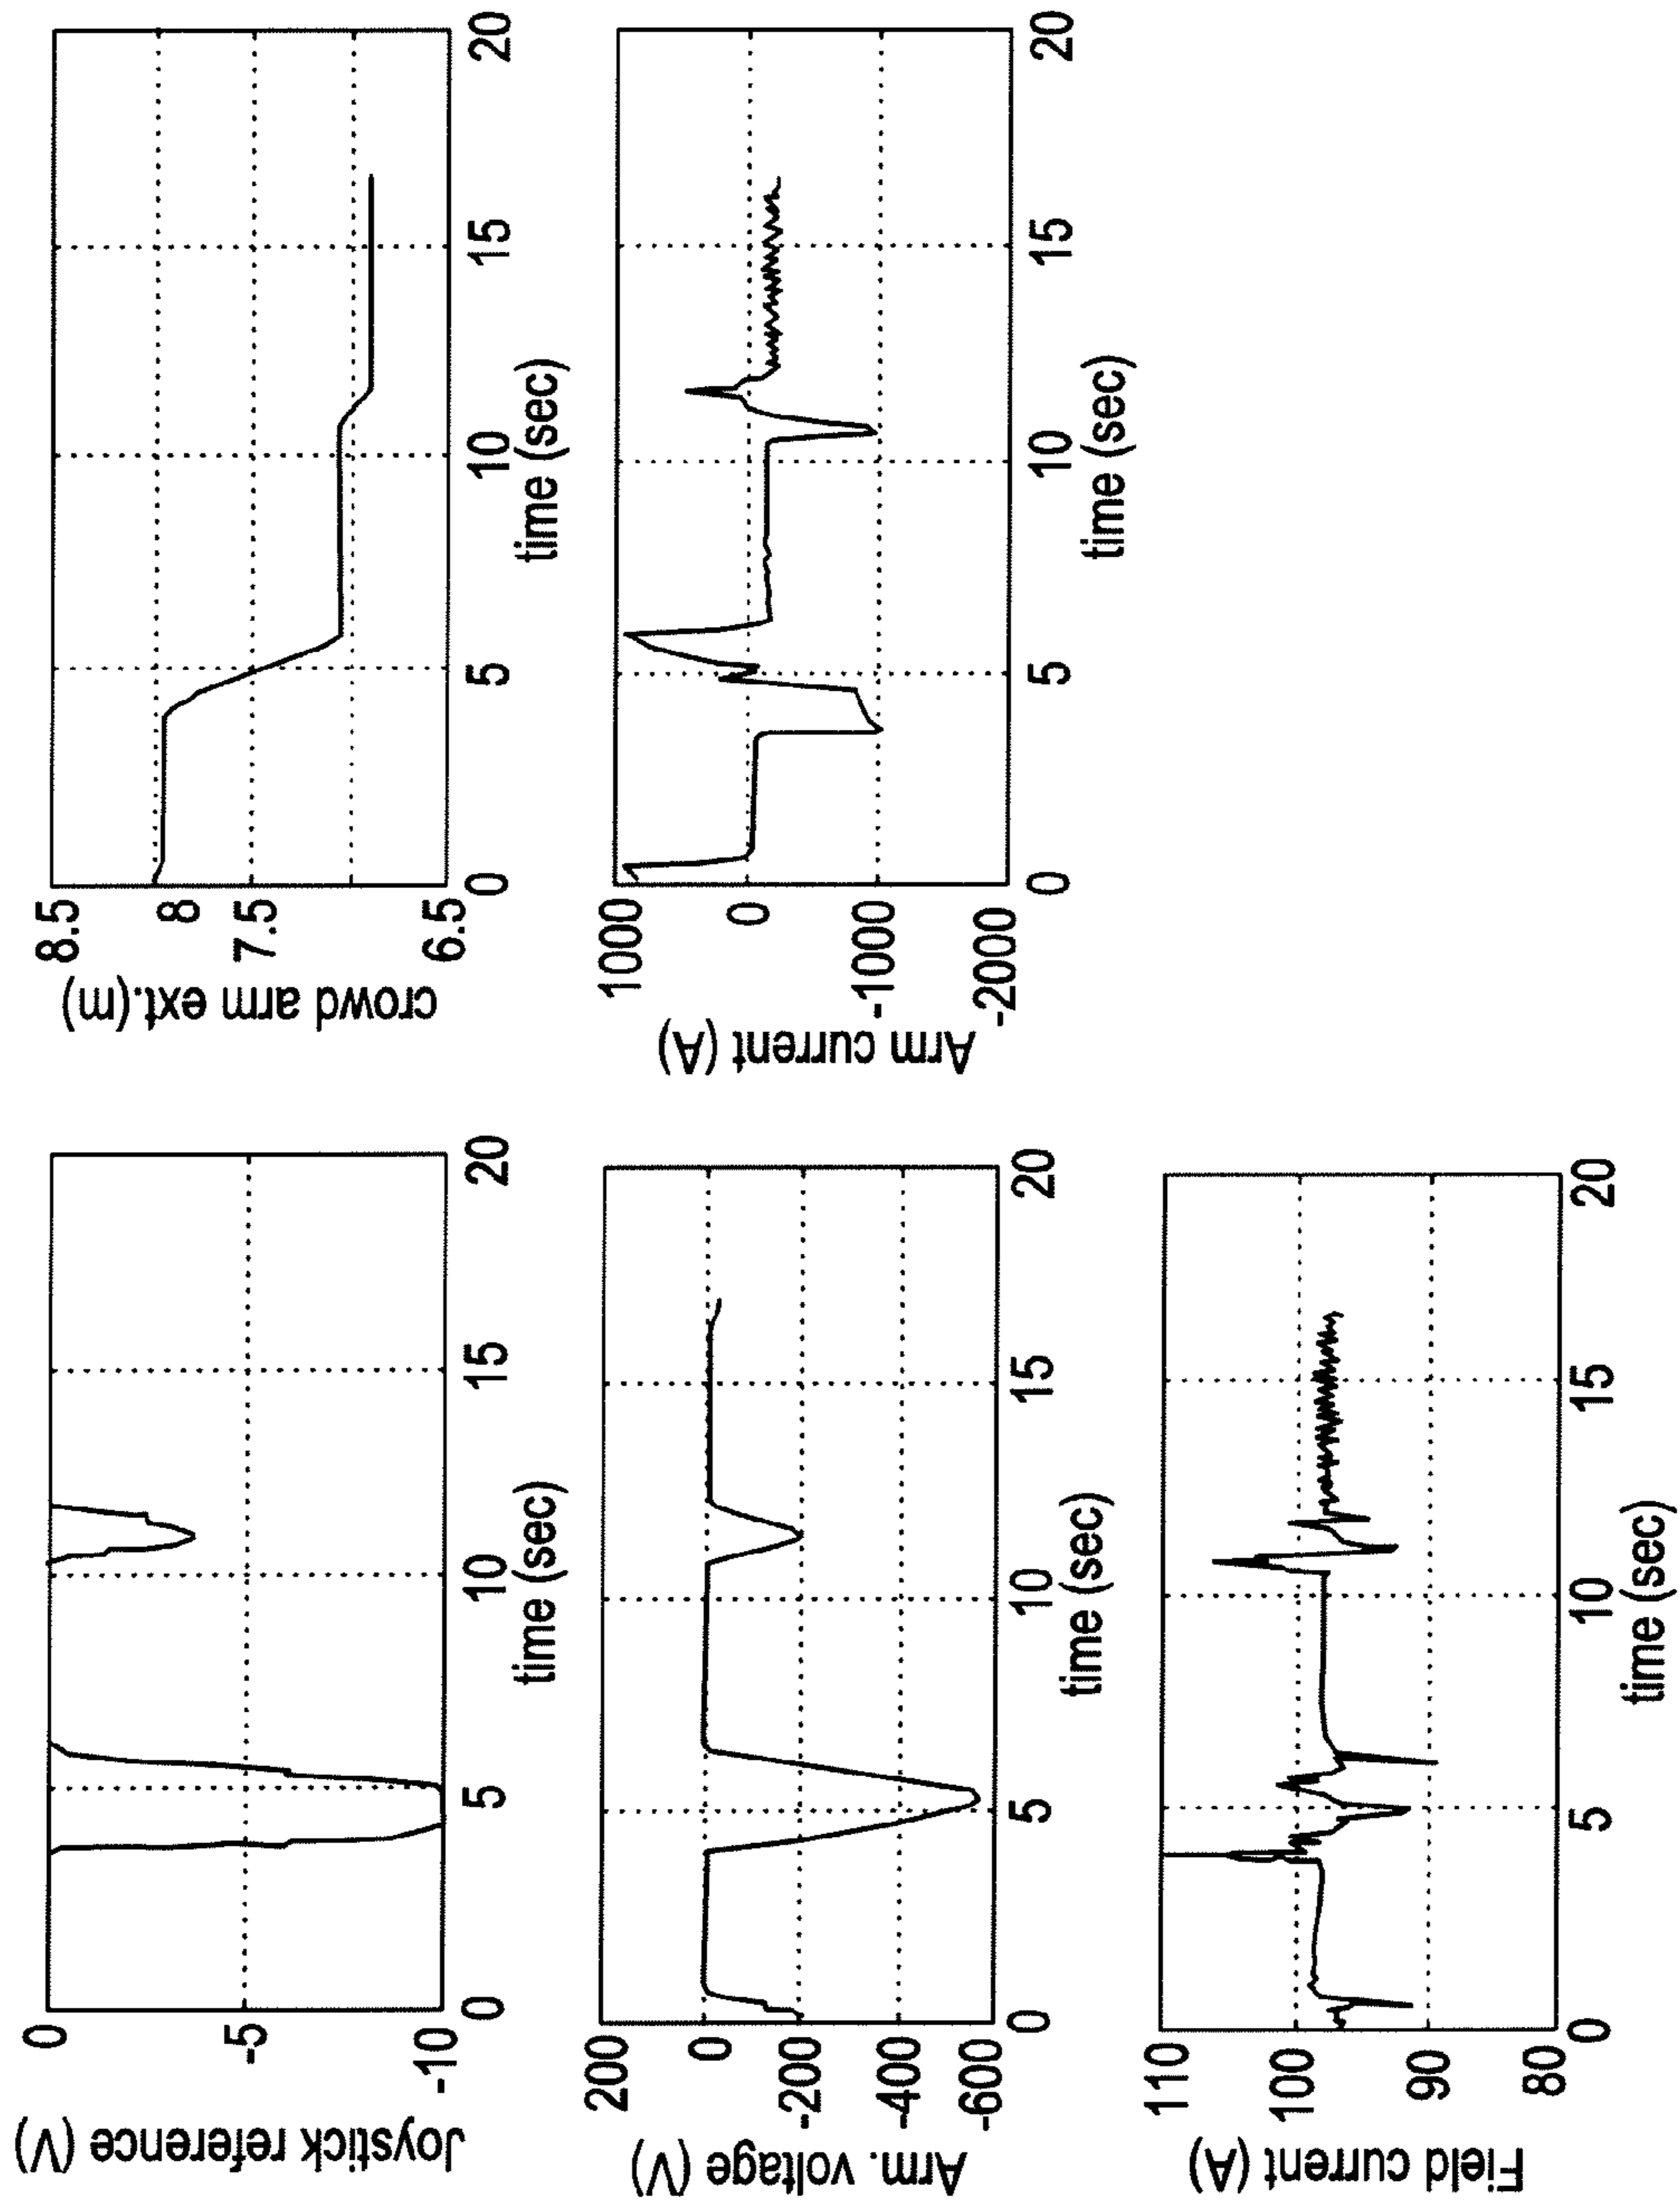 Joystick reference (V)
0
-5
-10
0 5 10 15 20
time (sec)
crowd arm ext.(m)
8.5
8
7.5
6.5
0 5 10 15 20
time (sec)
Arm. voltage (V)
200
0
-200
-400
-600
0 5 10 15 20
time (sec)
Arm current (A)
1000
0
-1000
-2000
0 5 10 15 20
time (sec)
Field current (A)
110
100
90
80
0 5 10 15 20
time (sec)